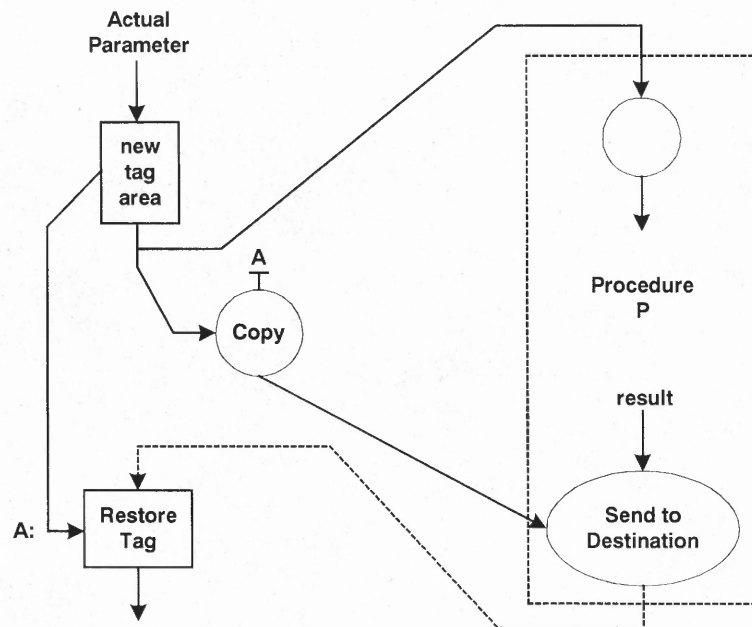 Actual
Parameter
new
tag
area
A
Copy
Procedure
P
result
Restore
Tag
A:
Send to
Destination